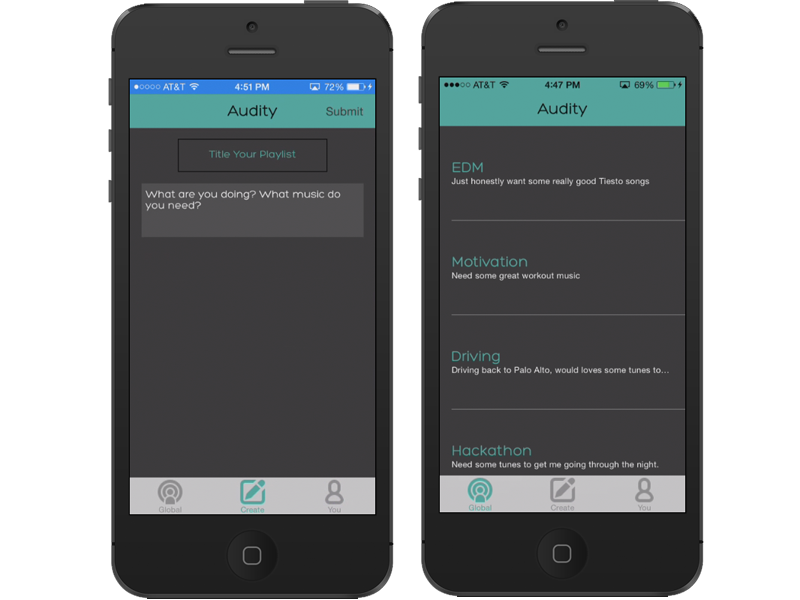 AT&T 4:51 PM 72%
Audity Submit
Title Your Playlist
What are you doing? What music do
you need?
Global Create You
AT&T 4:47 PM 69%
Audity
EDM
Just honestly want some really good Tiesto songs
Motivation
Need some great workout music
Driving
Driving back to Palo Alto, would loves some tunes to...
Hackathon
Need some tunes to get me going through the night.
Global Create You